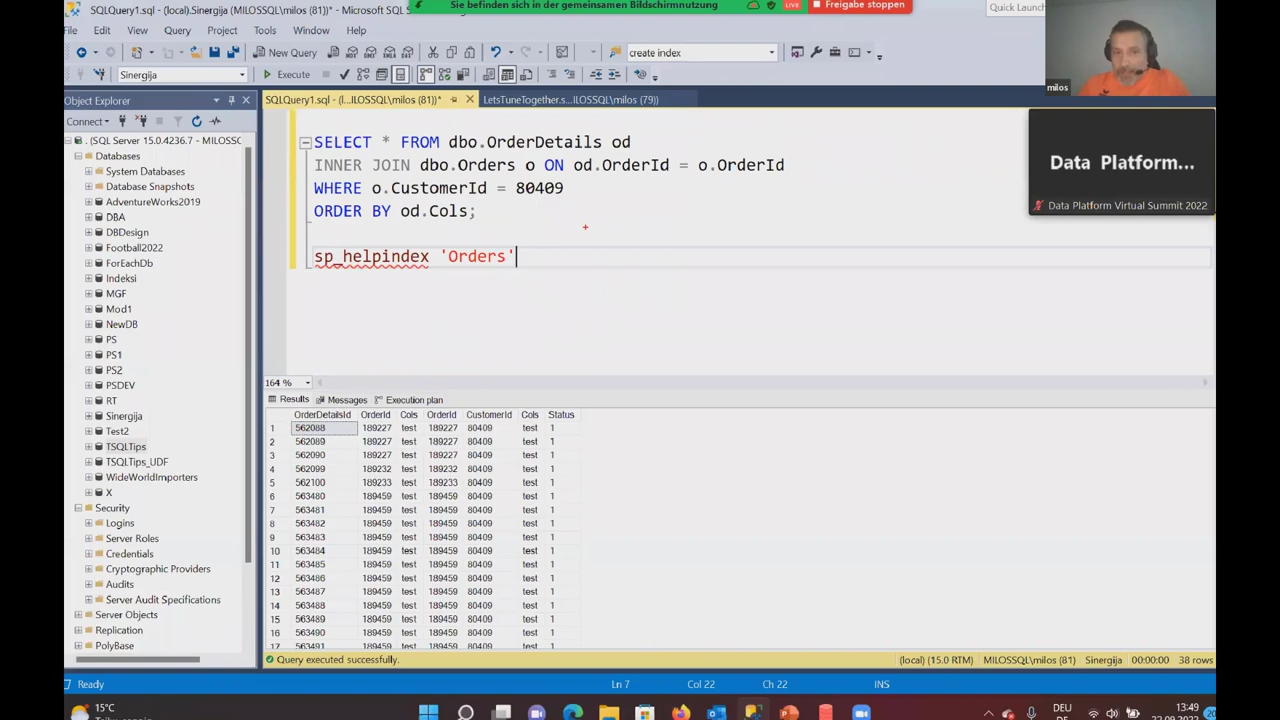 SQLQuery1.sql - (local).Sinergija (MILOSSQL\milos (81))* - Microsoft SQL S
Sie befinden sich in der gemeinsamen Bildschirmnutzung
LIVE
Freigabe stoppen
Quick Launch
File Edit View Query Project Tools Window Help
New Query
create index
Sinergija
Execute
milos
Object Explorer
SQLQuery1.sql - (l...ILOSSQL\milos (81))*
LetsTuneTogether.s...ILOSSQL\milos (79))
Connect
. (SQL Server 15.0.4236.7 - MILOSSC
Databases
System Databases
Database Snapshots
AdventureWorks2019
DBA
DBDesign
Football2022
ForEachDb
Indeksi
MGF
Mod1
NewDB
PS
PS1
PS2
PSDEV
RT
Sinergija
Test2
TSQLTips
TSQLTips_UDF
WideWorldImporters
X
Security
Logins
Server Roles
Credentials
Cryptographic Providers
Audits
Server Audit Specifications
Server Objects
Replication
PolyBase
SELECT * FROM dbo.OrderDetails od
INNER JOIN dbo.Orders o ON od.OrderId = o.OrderId
WHERE o.CustomerId = 80409
ORDER BY od.Cols;
sp_helpindex 'Orders'
Data Platform...
Data Platform Virtual Summit 2022
164 %
Results Messages Execution plan
OrderDetailsId OrderId Cols OrderId CustomerId Cols Status
1 562088 189227 test 189227 80409 test 1
2 562089 189227 test 189227 80409 test 1
3 562090 189227 test 189227 80409 test 1
4 562099 189232 test 189232 80409 test 1
5 562100 189233 test 189233 80409 test 1
6 563480 189459 test 189459 80409 test 1
7 563481 189459 test 189459 80409 test 1
8 563482 189459 test 189459 80409 test 1
9 563483 189459 test 189459 80409 test 1
10 563484 189459 test 189459 80409 test 1
11 563485 189459 test 189459 80409 test 1
12 563486 189459 test 189459 80409 test 1
13 563487 189459 test 189459 80409 test 1
14 563488 189459 test 189459 80409 test 1
15 563489 189459 test 189459 80409 test 1
16 563490 189459 test 189459 80409 test 1
17 563491 189459 test 189459 80409 test 1
Query executed successfully.
(local) (15.0 RTM) MILOSSQL\milos (81) Sinergija 00:00:00 38 rows
Ready
Ln 7 Col 22 Ch 22 INS
15°C
DEU
13:49
22.09.2022